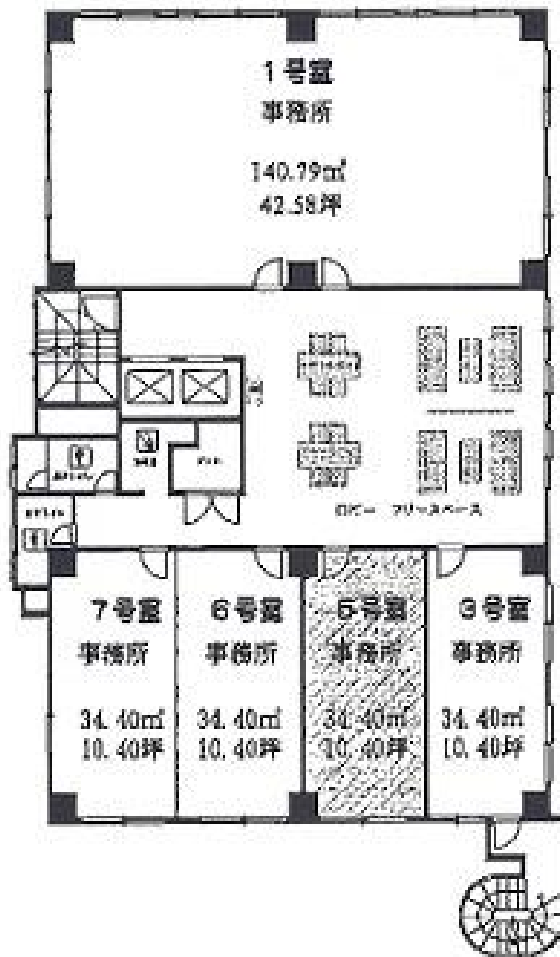 1号室
事務所
140.79㎡
42.58坪
ロビー フリースペース
7号室
事務所
34.40㎡
10.40坪
6号室
事務所
34.40㎡
10.40坪
5号室
事務所
34.40㎡
10.40坪
3号室
事務所
34.40㎡
10.40坪